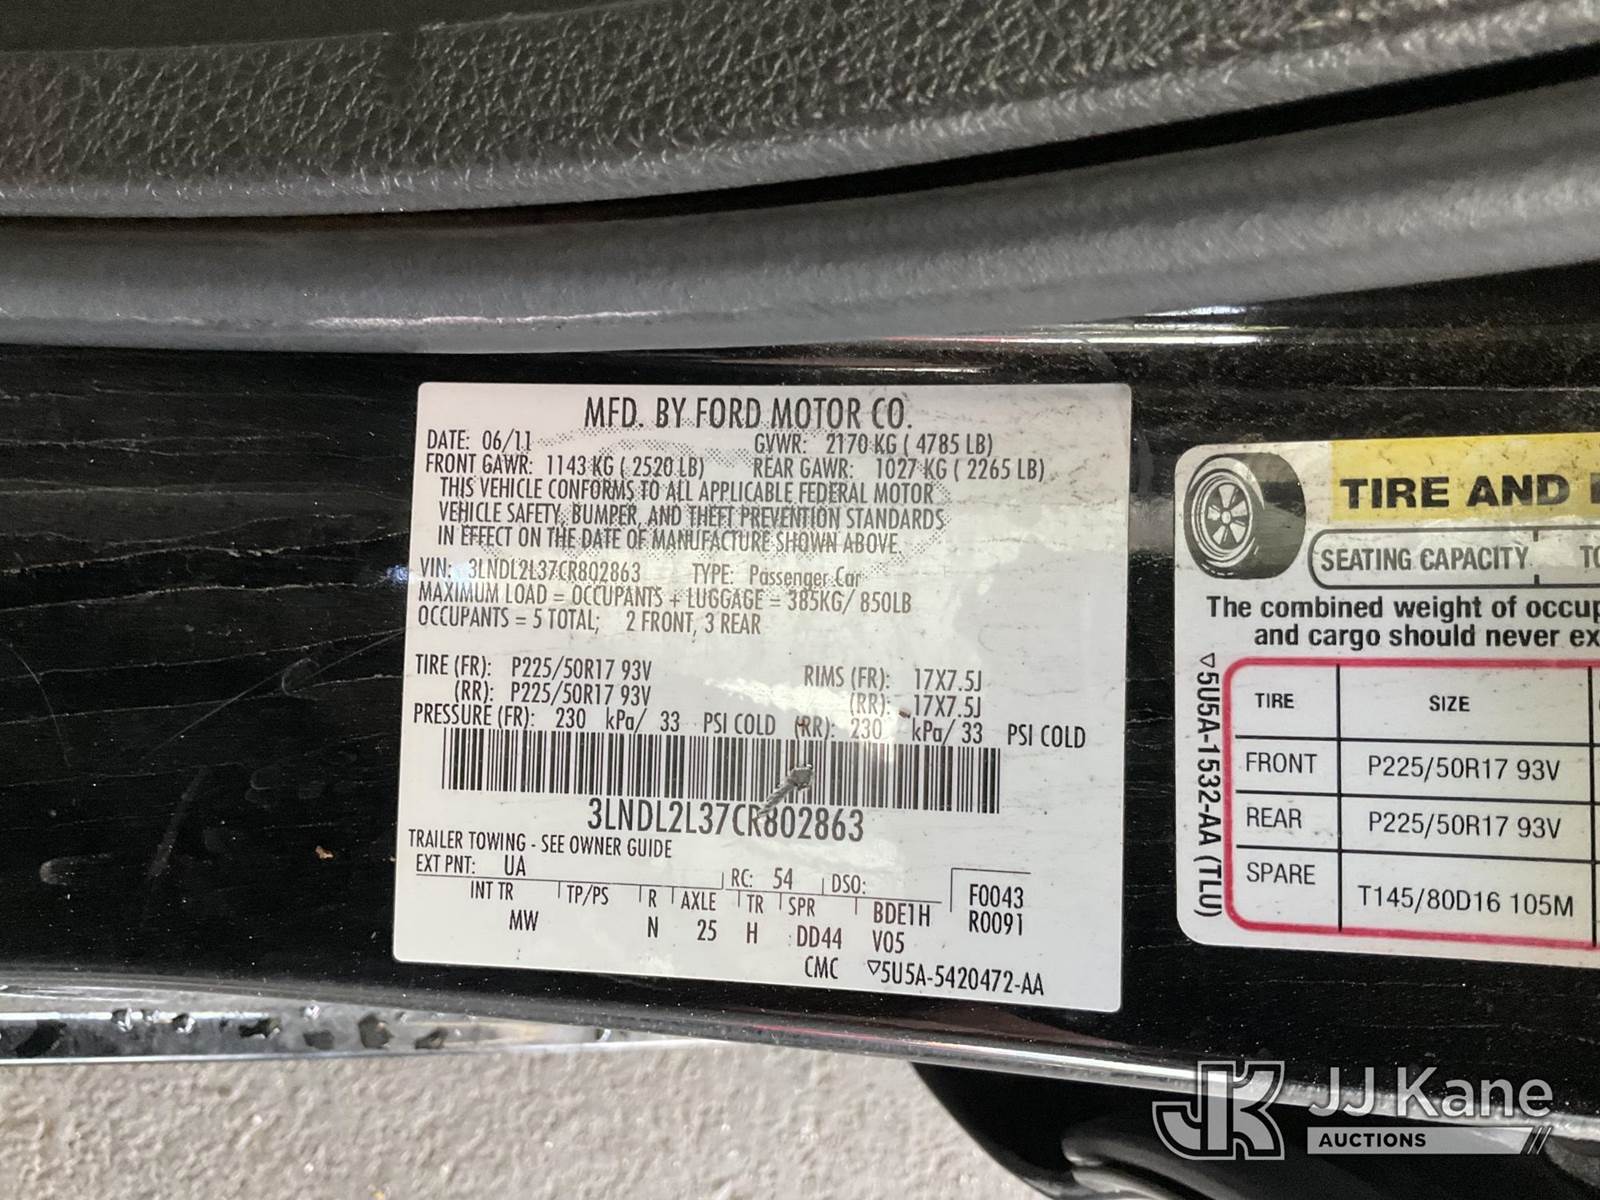 MFD. BY FORD MOTOR CO.
DATE: 06/11 GVWR: 2170 KG ( 4785 LB)
FRONT GAWR: 1143 KG ( 2520 LB) REAR GAWR: 1027 KG ( 2265 LB)
THIS VEHICLE CONFORMS TO ALL APPLICABLE FEDERAL MOTOR
VEHICLE SAFETY, BUMPER, AND THEFT PREVENTION STANDARDS
IN EFFECT ON THE DATE OF MANUFACTURE SHOWN ABOVE.
VIN: 3LNDL2L37CR802863 TYPE: Passenger Car
MAXIMUM LOAD = OCCUPANTS + LUGGAGE = 385KG/ 850LB
OCCUPANTS = 5 TOTAL; 2 FRONT, 3 REAR
TIRE (FR): P225/50R17 93V RIMS (FR): 17X7.5J
(RR): P225/50R17 93V (RR): 17X7.5J
PRESSURE (FR): 230 kPa/ 33 PSI COLD (RR): 230 kPa/ 33 PSI COLD
3LNDL2L37CR802863
TRAILER TOWING - SEE OWNER GUIDE
EXT PNT: UA RC: 54 DSO: F0043
INT TR TP/PS R AXLE TR SPR BDE1H R0091
MW N 25 H DD44 V05
CMC ▽5U5A-5420472-AA
TIRE AND
SEATING CAPACITY
The combined weight of
and cargo should never
▽5U5A-1532-AA (TLU)
TIRE SIZE
FRONT P225/50R17 93V
REAR P225/50R17 93V
SPARE T145/80D16 105M
JK JJ Kane
AUCTIONS